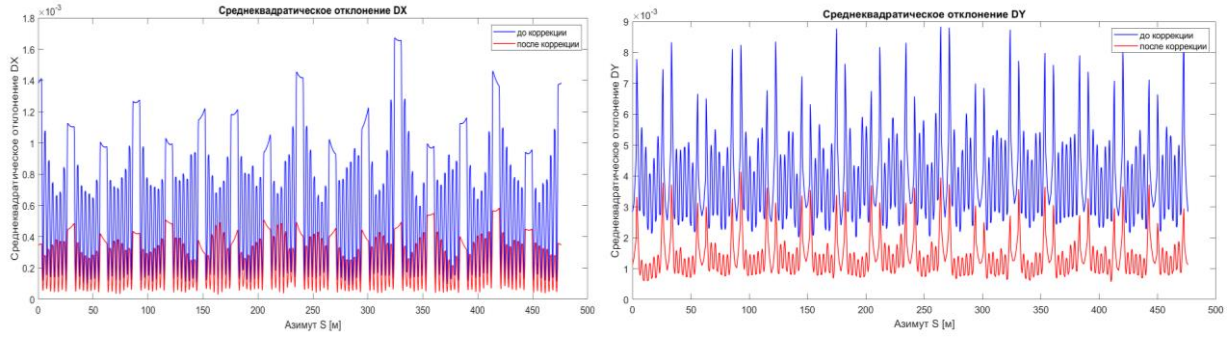 Среднеквадратическое отклонение DX
×10⁻³
1.8
1.6
1.4
1.2
1
0.8
0.6
0.4
0.2
0
Среднеквадратическое отклонение DX
до коррекции
после коррекции
0 50 100 150 200 250 300 350 400 450 500
Азимут S [м]
Среднеквадратическое отклонение DY
×10⁻³
9
8
7
6
5
4
3
2
1
0
Среднеквадратическое отклонение DY
до коррекции
после коррекции
0 50 100 150 200 250 300 350 400 450 500
Азимут S [м]